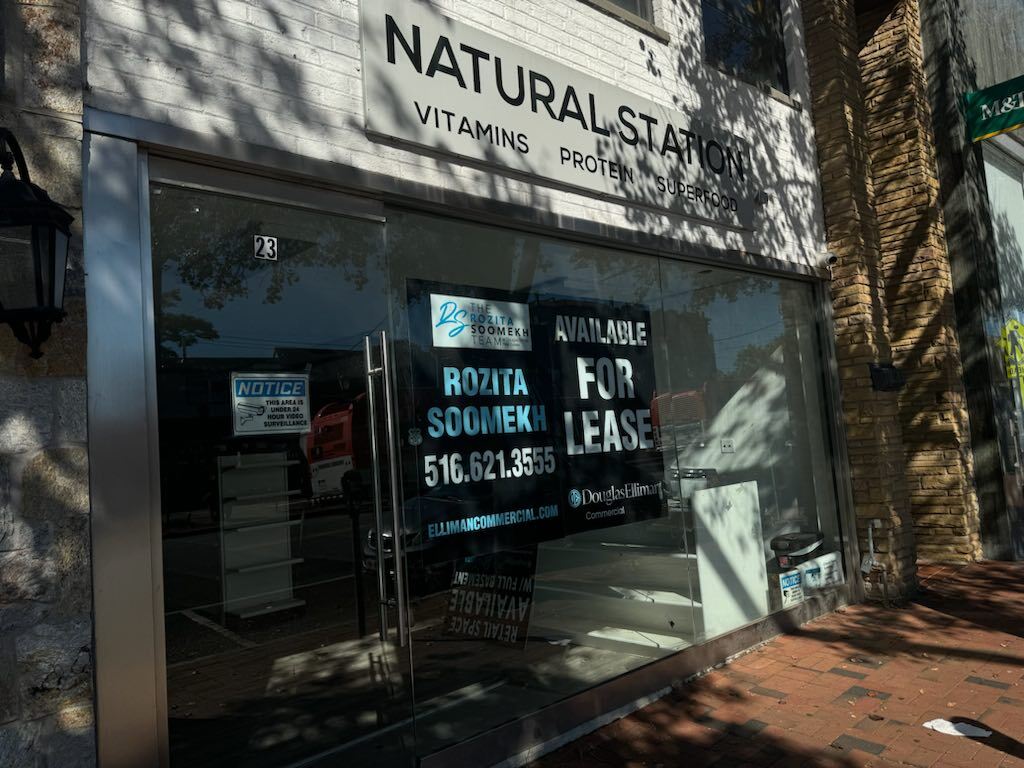 NATURAL STATION
VITAMINS PROTEIN SUPERFOOD
M&T
23
NOTICE
THIS AREA IS
UNDER 24
HOUR VIDEO
SURVEILLANCE
RS THE
ROZITA
SOOMEKH
TEAM
ROZITA
SOOMEKH
516.621.3555
ELLIMANCOMMERCIAL.COM
AVAILABLE
FOR
LEASE
DouglasElliman
Commercial
RETAIL SPACE
AVAILABLE
W/ FULL BASEMENT
NOTICE